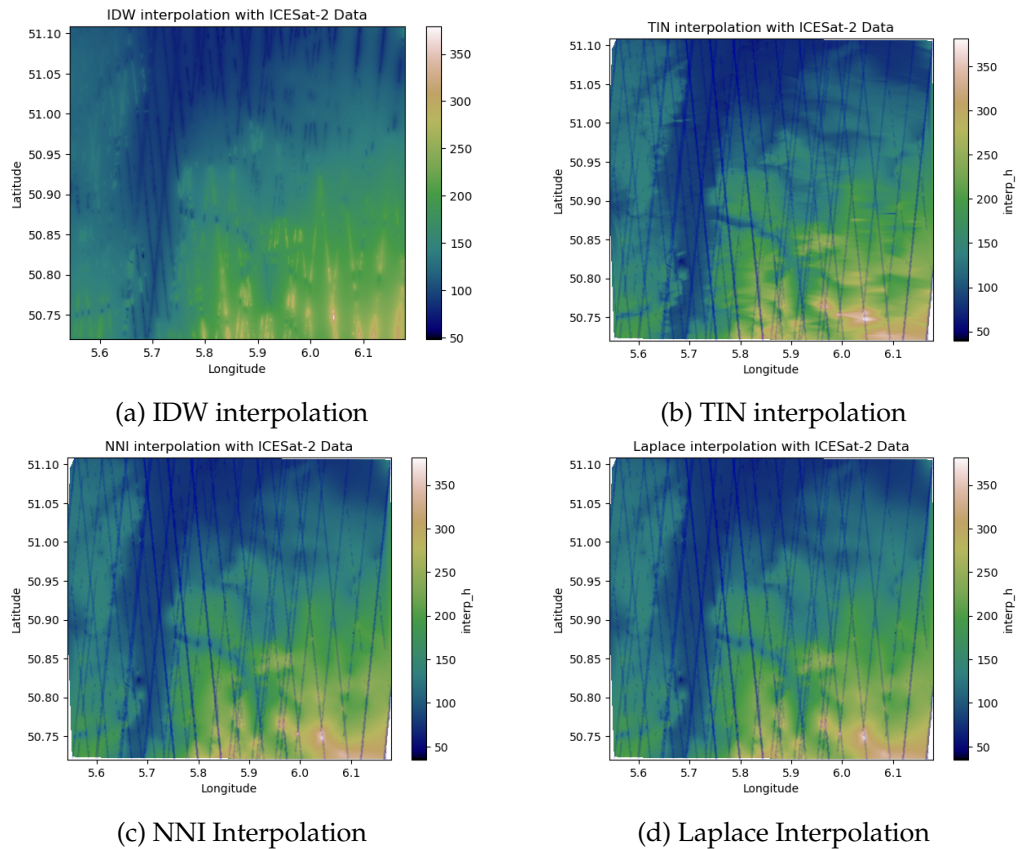 IDW interpolation with ICESat-2 Data
51.10
51.05
51.00
50.95
50.90
50.85
50.80
50.75
Latitude
5.6 5.7 5.8 5.9 6.0 6.1
Longitude
350
300
250
200
150
100
50
(a) IDW interpolation
TIN interpolation with ICESat-2 Data
51.10
51.05
51.00
50.95
50.90
50.85
50.80
50.75
Latitude
5.6 5.7 5.8 5.9 6.0 6.1
Longitude
350
300
250
200
150
100
50
interp_h
(b) TIN interpolation
NNI interpolation with ICESat-2 Data
51.10
51.05
51.00
50.95
50.90
50.85
50.80
50.75
Latitude
5.6 5.7 5.8 5.9 6.0 6.1
Longitude
350
300
250
200
150
100
50
interp_h
(c) NNI Interpolation
Laplace interpolation with ICESat-2 Data
51.10
51.05
51.00
50.95
50.90
50.85
50.80
50.75
Latitude
5.6 5.7 5.8 5.9 6.0 6.1
Longitude
350
300
250
200
150
100
50
interp_h
(d) Laplace Interpolation